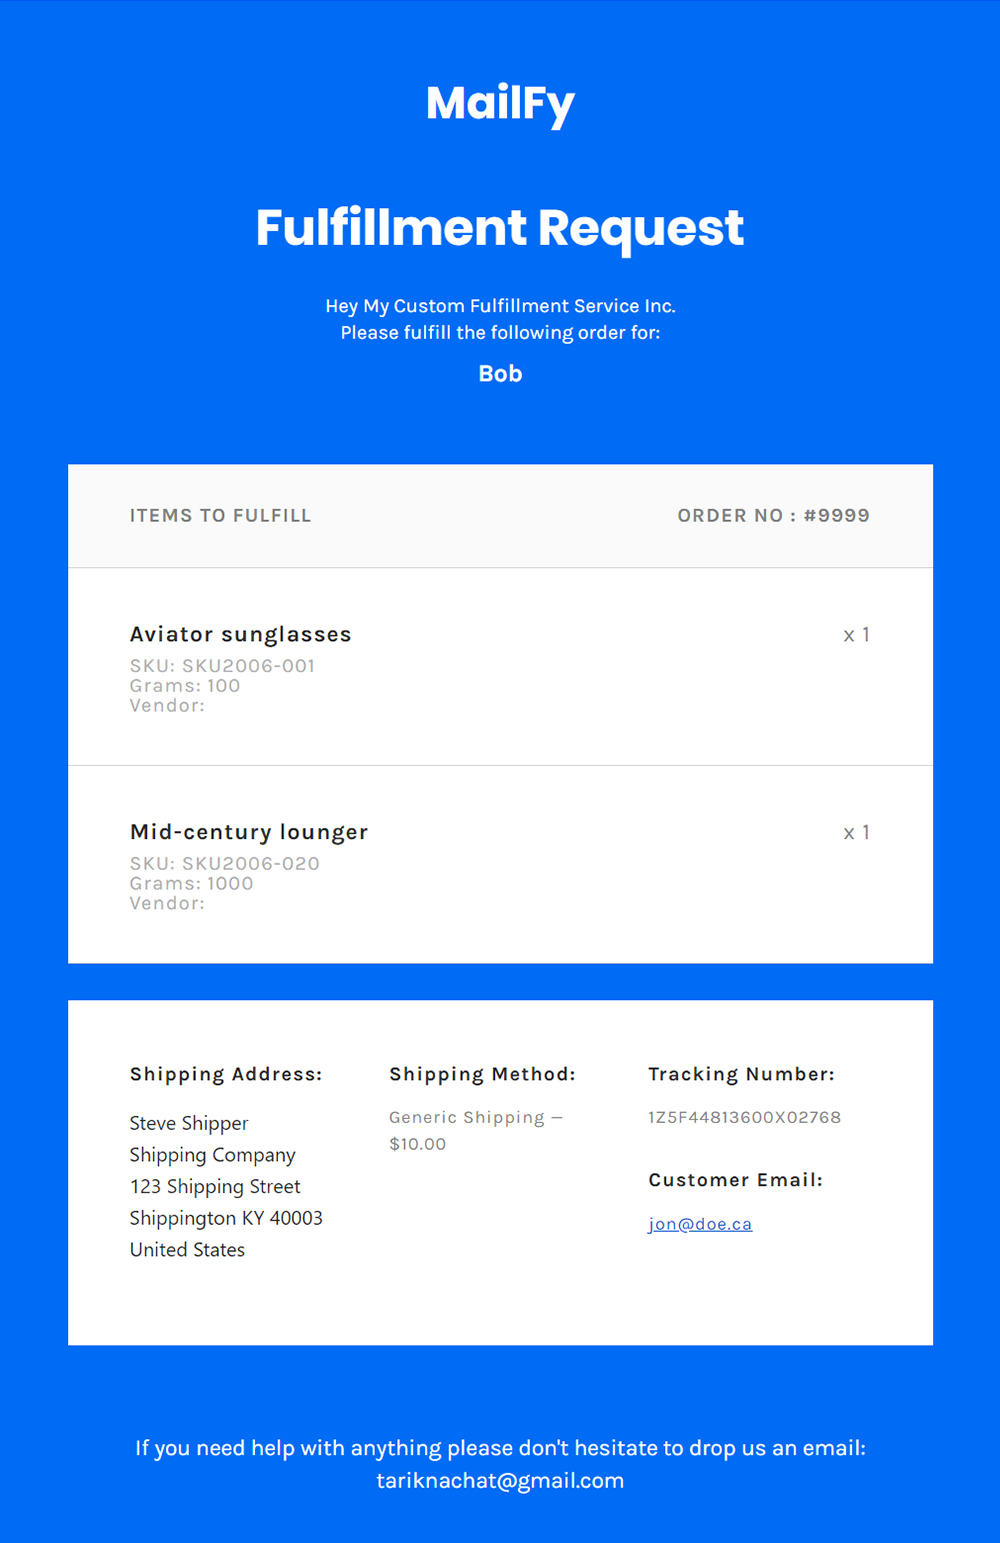 MailFy
Fulfillment Request
Hey My Custom Fulfillment Service Inc.
Please fulfill the following order for:
Bob
ITEMS TO FULFILL ORDER NO : #9999
Aviator sunglasses x 1
SKU: SKU2006-001
Grams: 100
Vendor:
Mid-century lounger x 1
SKU: SKU2006-020
Grams: 1000
Vendor:
Shipping Address:
Steve Shipper
Shipping Company
123 Shipping Street
Shippington KY 40003
United States
Shipping Method:
Generic Shipping —
$10.00
Tracking Number:
1Z5F44813600X02768
Customer Email:
jon@doe.ca
If you need help with anything please don't hesitate to drop us an email:
tariknachat@gmail.com